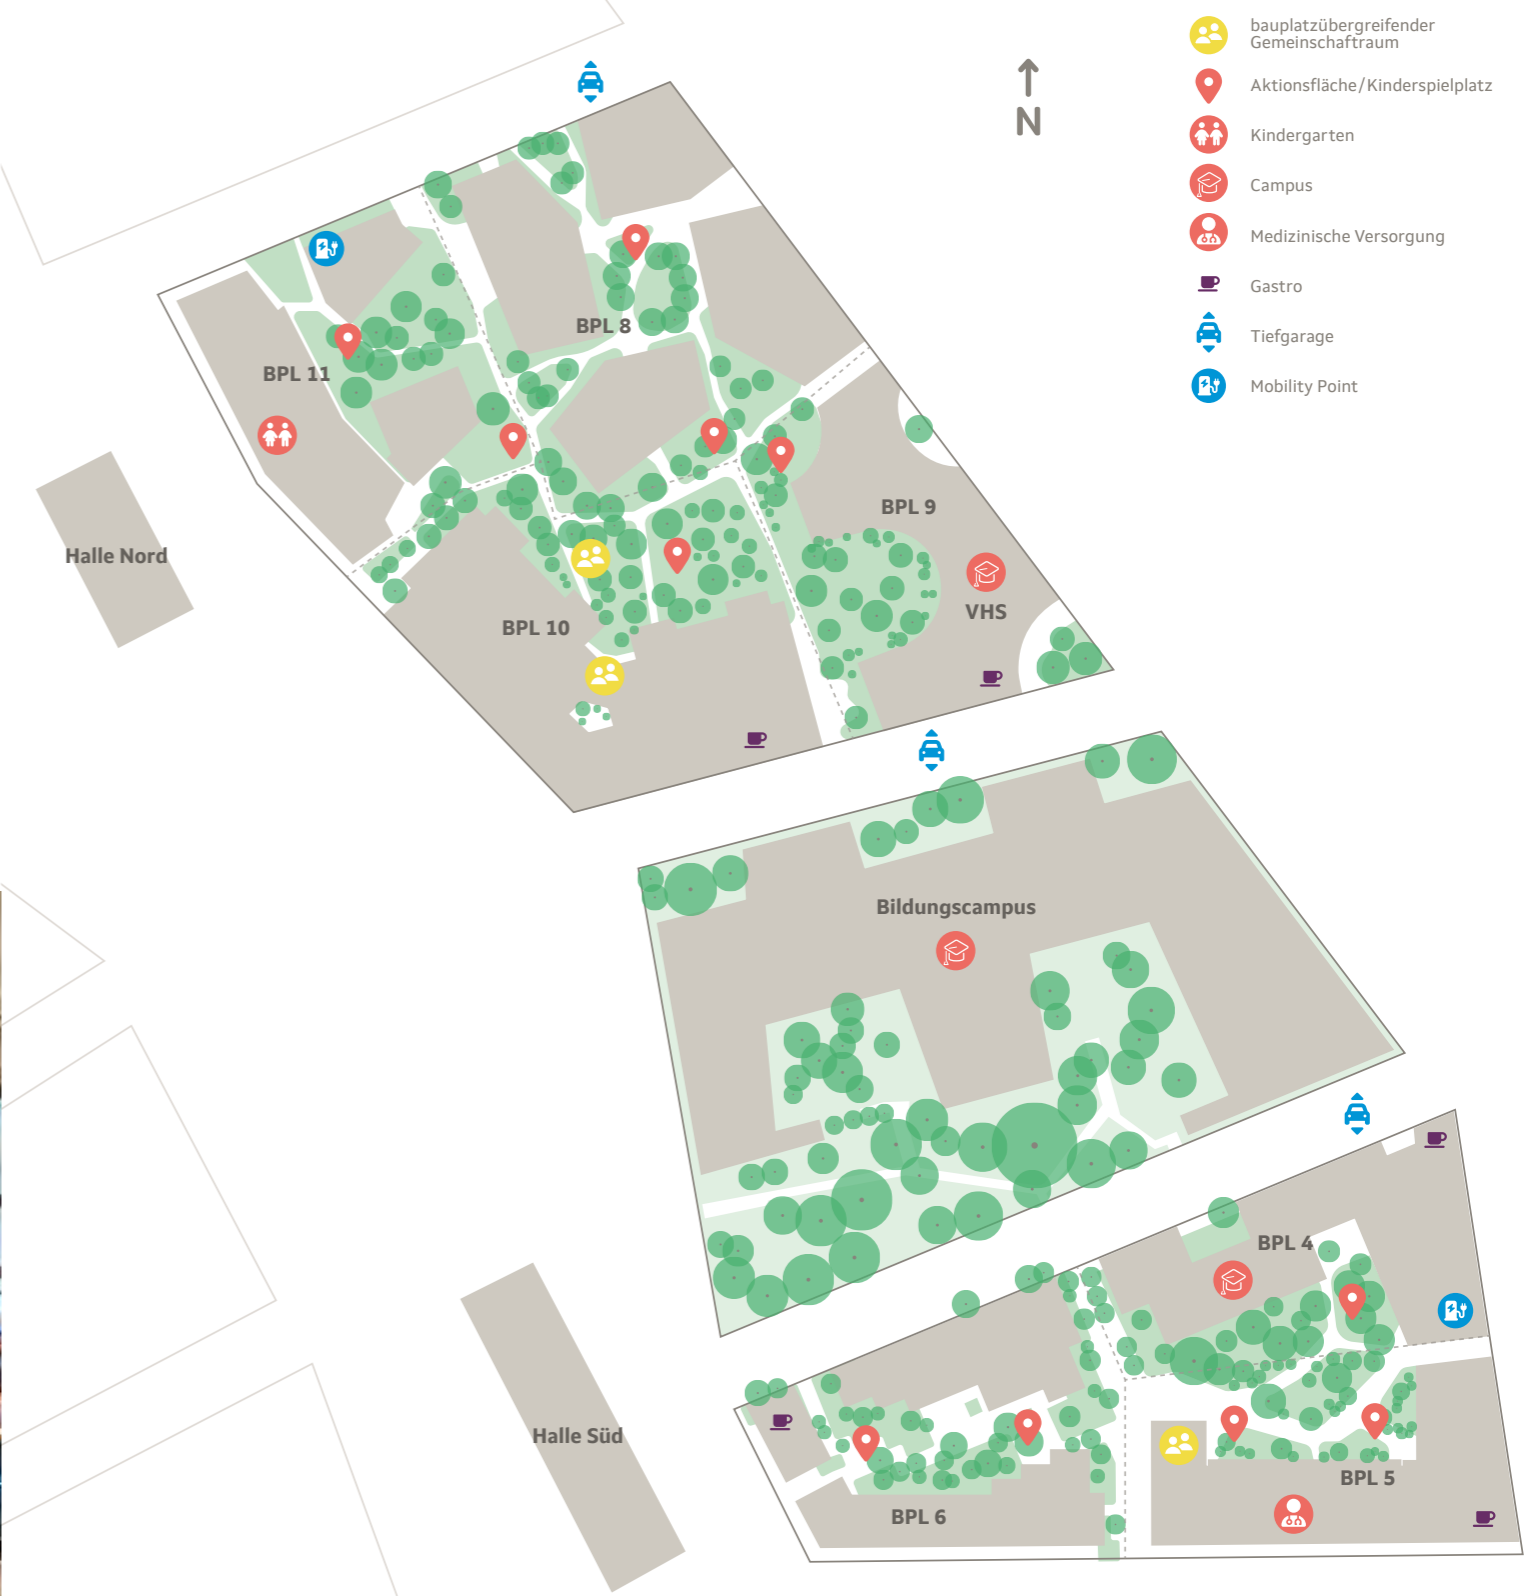 bauplatzübergreifender
Gemeinschaftraum
Aktionsfläche/Kinderspielplatz
Kindergarten
Campus
Medizinische Versorgung
Gastro
Tiefgarage
Mobility Point
N
BPL 8
BPL 11
BPL 9
Halle Nord
VHS
BPL 10
Bildungscampus
BPL 4
Halle Süd
BPL 5
BPL 6